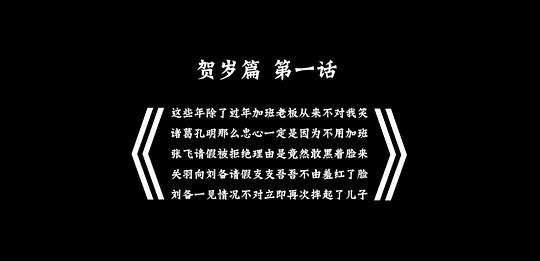 贺岁篇 第一话
这些年除了过年加班老板从来不对我笑
诸葛孔明那么忠心一定是因为不用加班
张飞请假被拒绝理由是竟然敢黑着脸来
关羽向刘备请假支支吾吾不由羞红了脸
刘备一见情况不对立即再次摔起了儿子